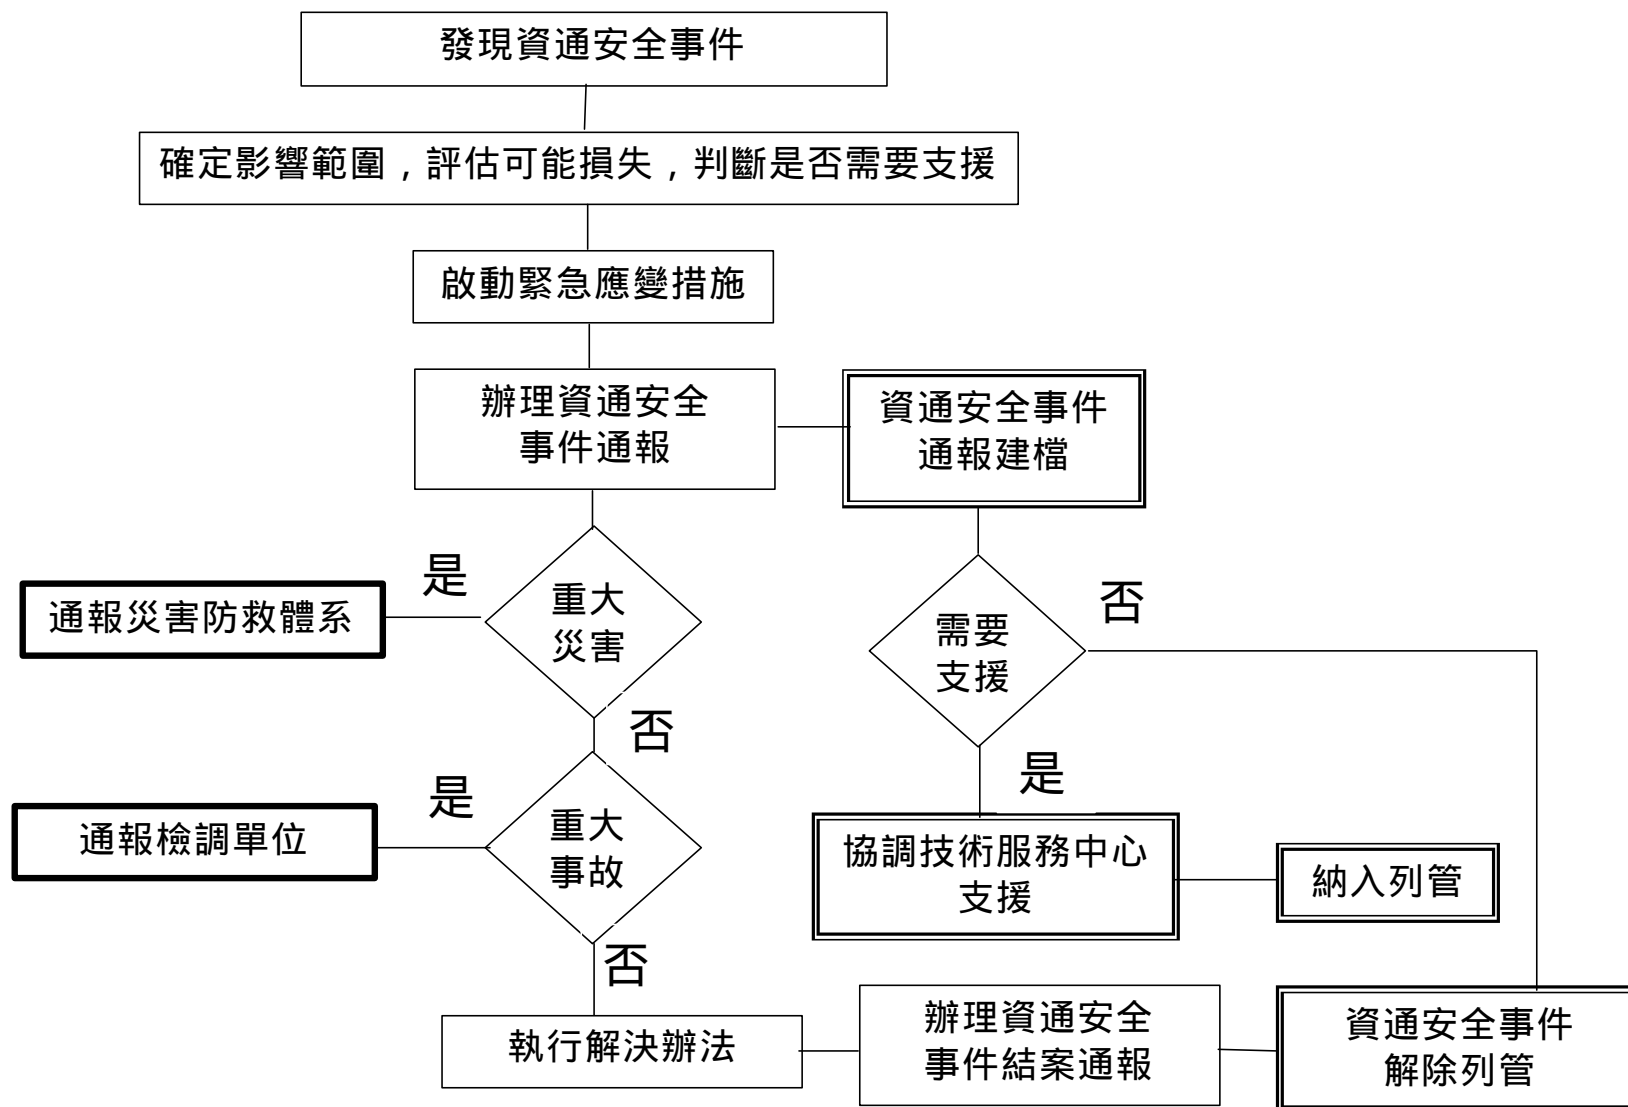 發現資通安全事件
確定影響範圍，評估可能損失，判斷是否需要支援
啟動緊急應變措施
辦理資通安全
事件通報
資通安全事件
通報建檔
是
重大
災害
通報災害防救體系
否
需要
支援
否
是
重大
事故
通報檢調單位
是
協調技術服務中心
支援
納入列管
否
執行解決辦法
辦理資通安全
事件結案通報
資通安全事件
解除列管